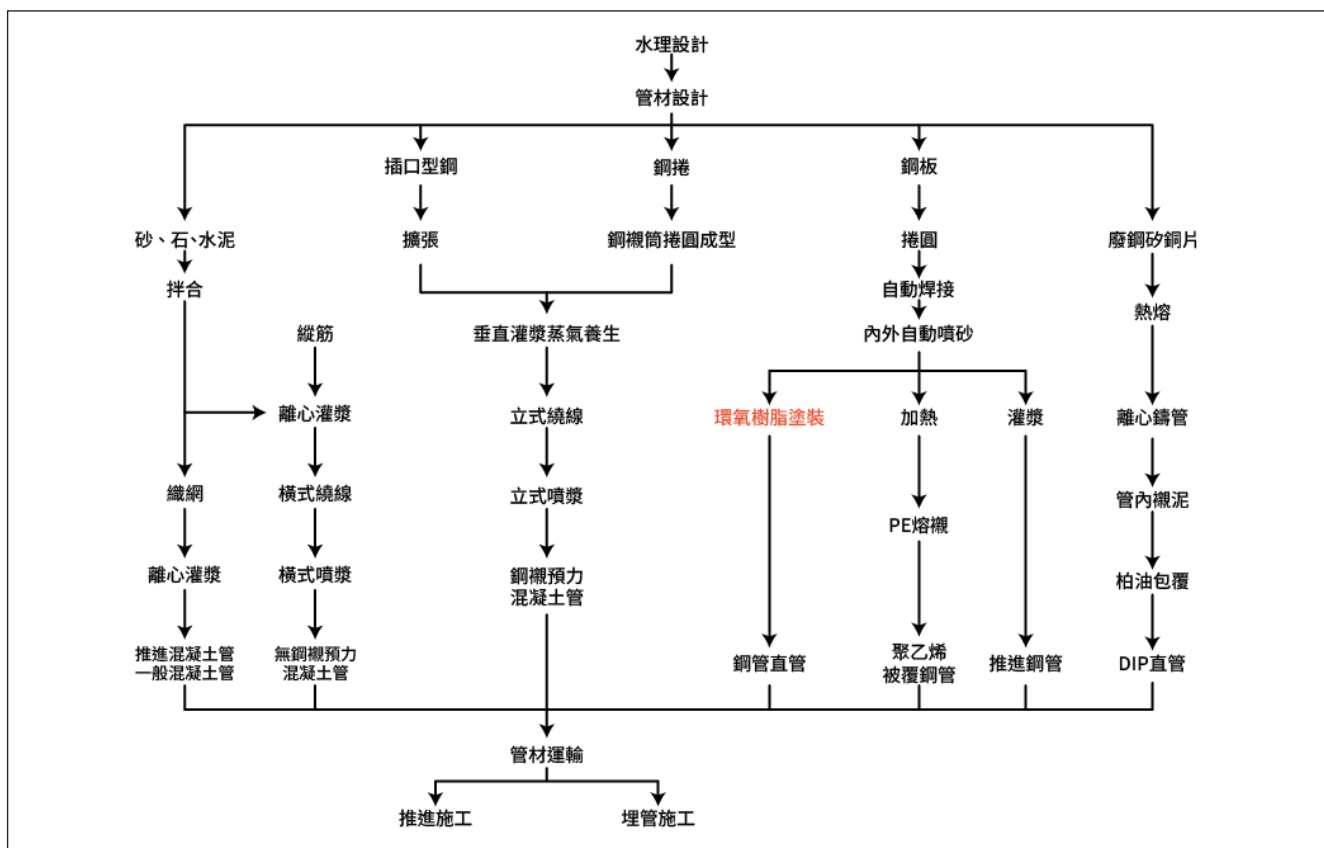 水理設計
管材設計
插口型鋼
鋼捲
鋼板
砂、石、水泥
擴張
鋼襯筒捲圓成型
捲圓
廢鋼矽銅片
拌合
自動焊接
熱熔
縱筋
垂直灌漿蒸氣養生
內外自動噴砂
離心灌漿
立式繞線
環氧樹脂塗裝
加熱
灌漿
離心鑄管
織網
橫式繞線
立式噴漿
PE熔襯
管內襯泥
離心灌漿
橫式噴漿
鋼襯預力
混凝土管
柏油包覆
推進混凝土管
一般混凝土管
無鋼襯預力
混凝土管
鋼管直管
聚乙烯
被覆鋼管
推進鋼管
DIP直管
管材運輸
推進施工
埋管施工